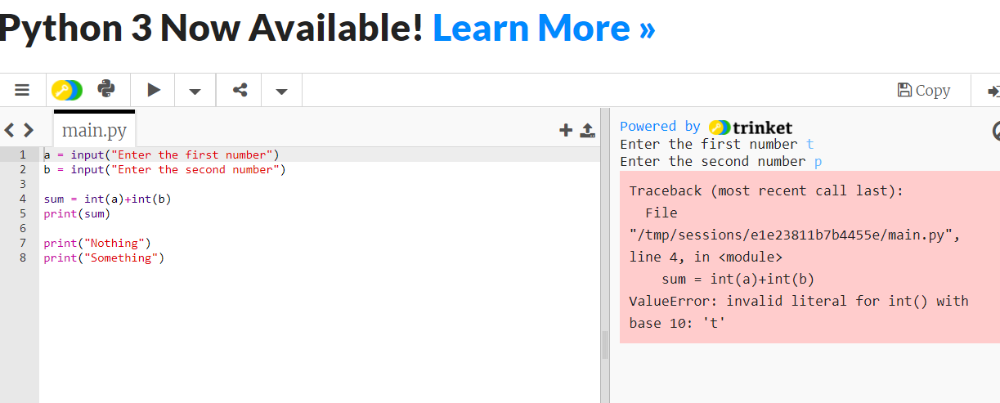 Python 3 Now Available! Learn More »
Copy
main.py
1 a = input("Enter the first number")
2 b = input("Enter the second number")
3
4 sum = int(a)+int(b)
5 print(sum)
6
7 print("Nothing")
8 print("Something")
Powered by trinket
Enter the first number t
Enter the second number p
Traceback (most recent call last):
File
"/tmp/sessions/e1e23811b7b4455e/main.py",
line 4, in <module>
sum = int(a)+int(b)
ValueError: invalid literal for int() with
base 10: 't'